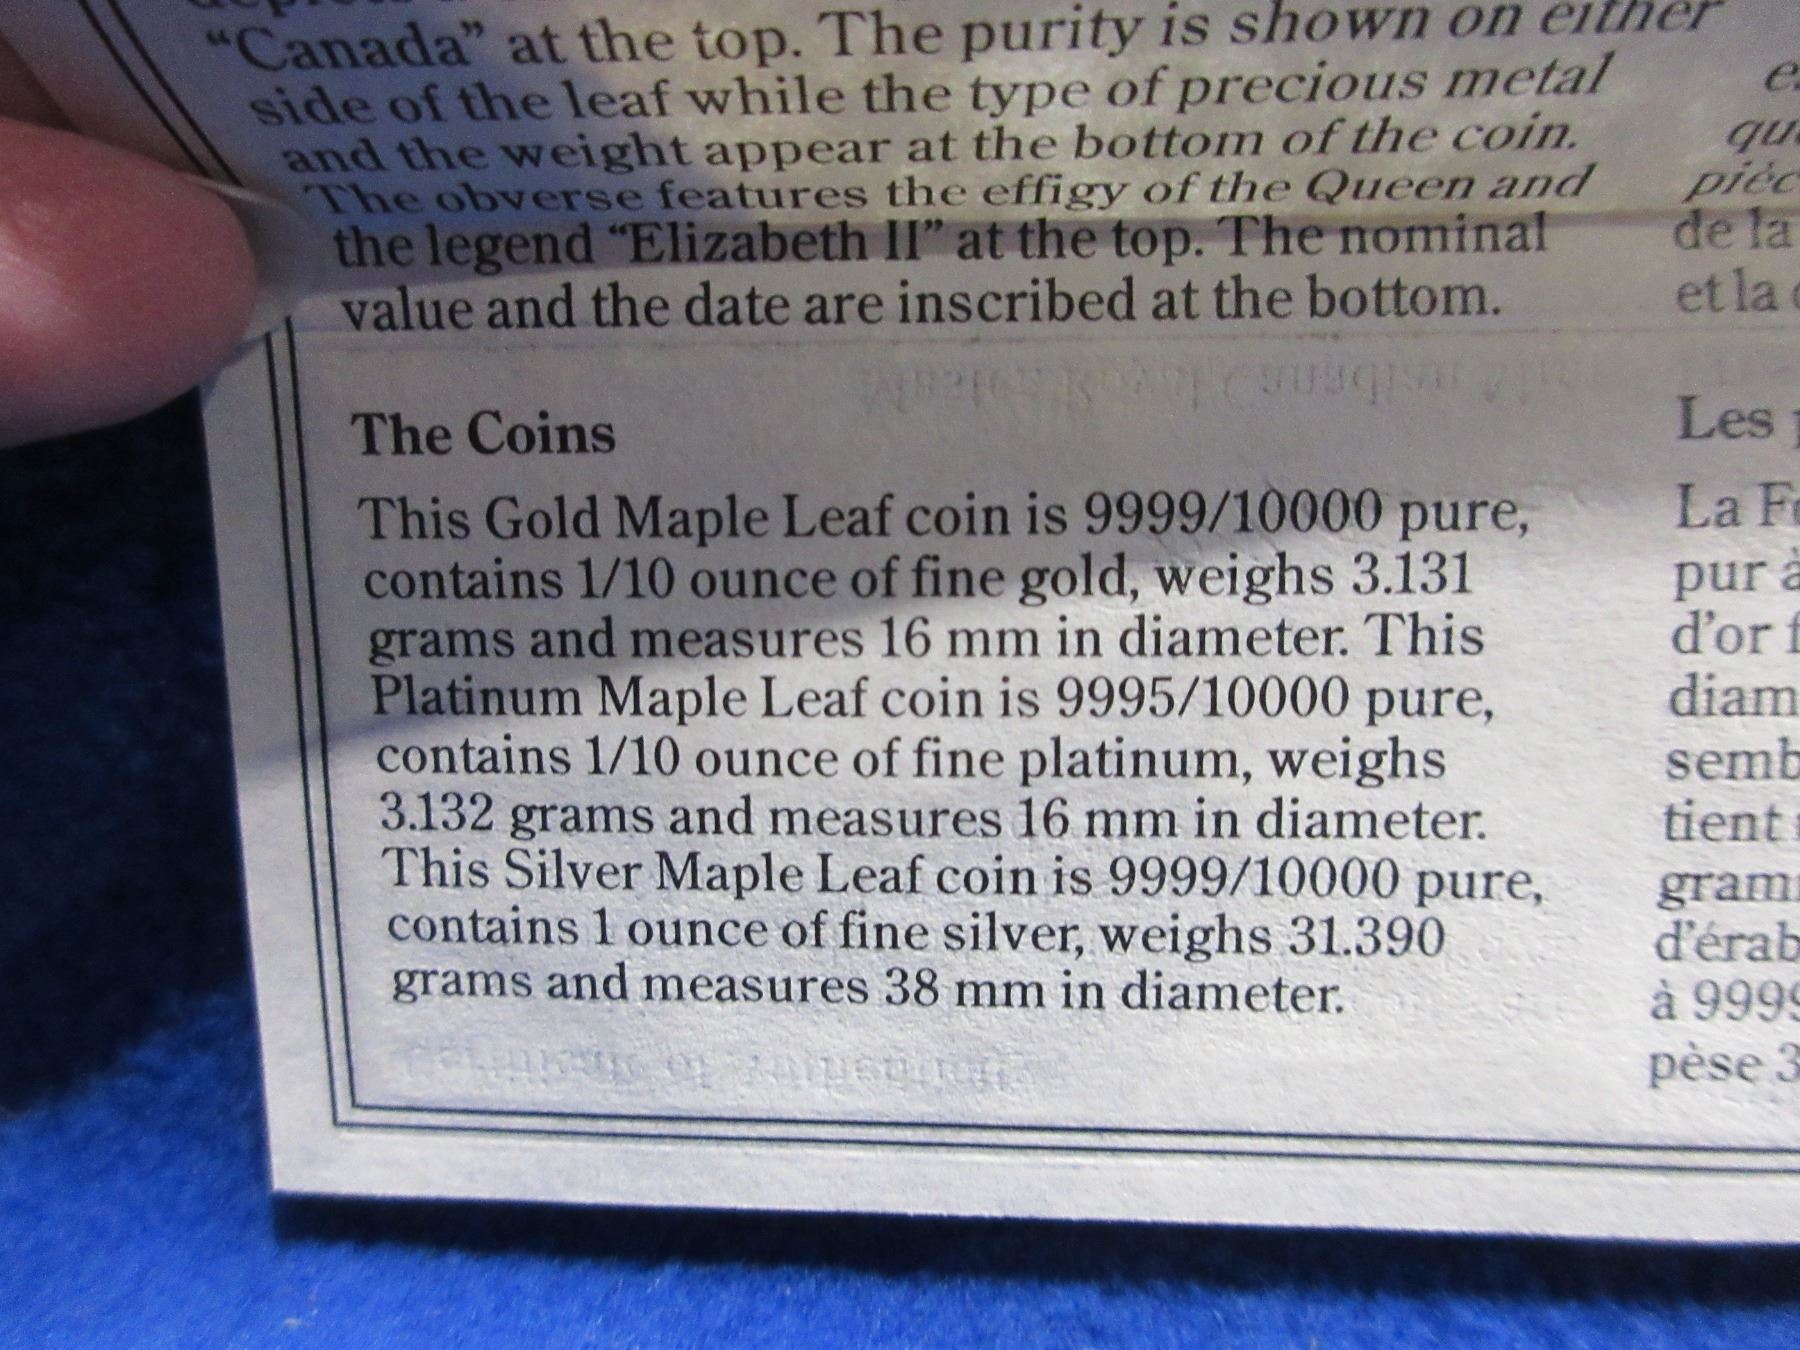 "Canada" at the top. The purity is shown on either
side of the leaf while the type of precious metal
and the weight appear at the bottom of the coin.
The obverse features the effigy of the Queen and
the legend "Elizabeth II" at the top. The nominal
value and the date are inscribed at the bottom.
The Coins
This Gold Maple Leaf coin is 9999/10000 pure,
contains 1/10 ounce of fine gold, weighs 3.131
grams and measures 16 mm in diameter. This
Platinum Maple Leaf coin is 9995/10000 pure,
contains 1/10 ounce of fine platinum, weighs
3.132 grams and measures 16 mm in diameter.
This Silver Maple Leaf coin is 9999/10000 pure,
contains 1 ounce of fine silver, weighs 31.390
grams and measures 38 mm in diameter.
de la
et la
Les
La
pur à
d'or
diam
semb
tient
gramm
d'érab
à 9999
pèse 3